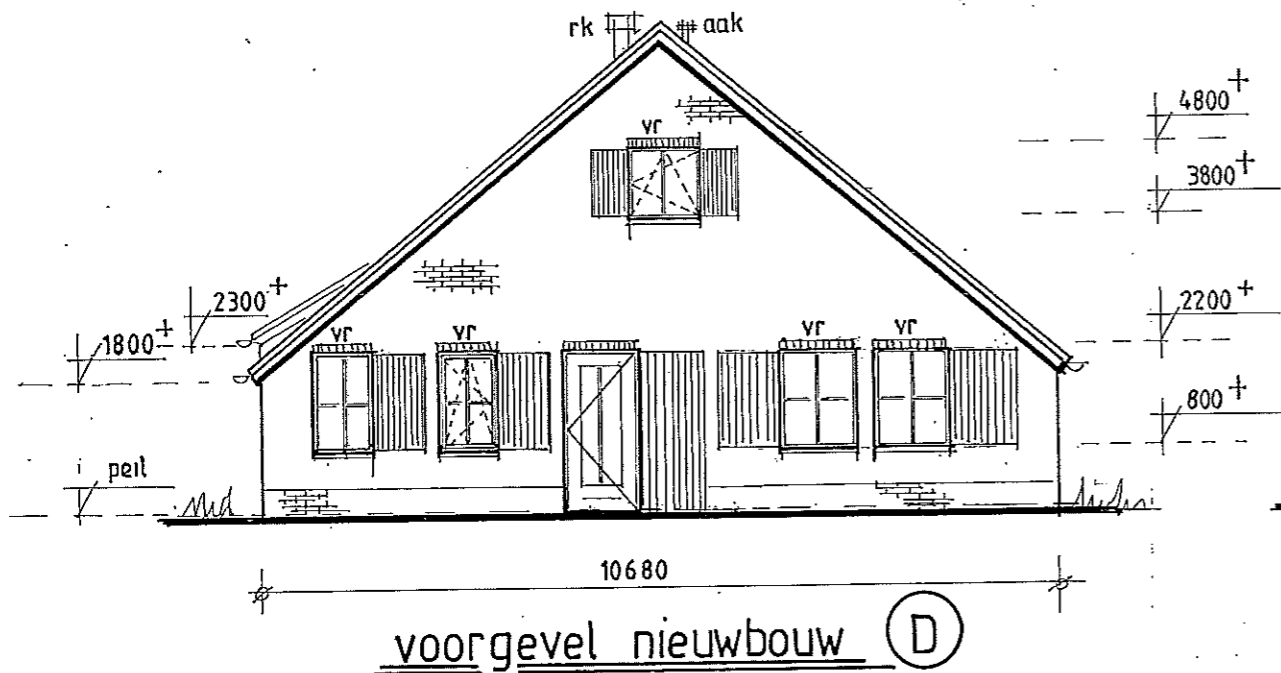 rk aak
vr
4800+
3800+
2300+
2200+
1800+
vr vr vr vr
800+
peil
10680
voorgevel nieuwbouw D